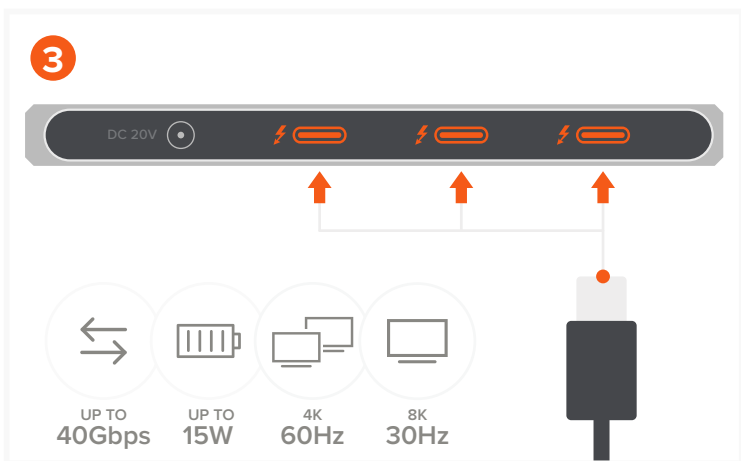 3
DC 20V
UP TO
40Gbps
UP TO
15W
4K
60Hz
8K
30Hz